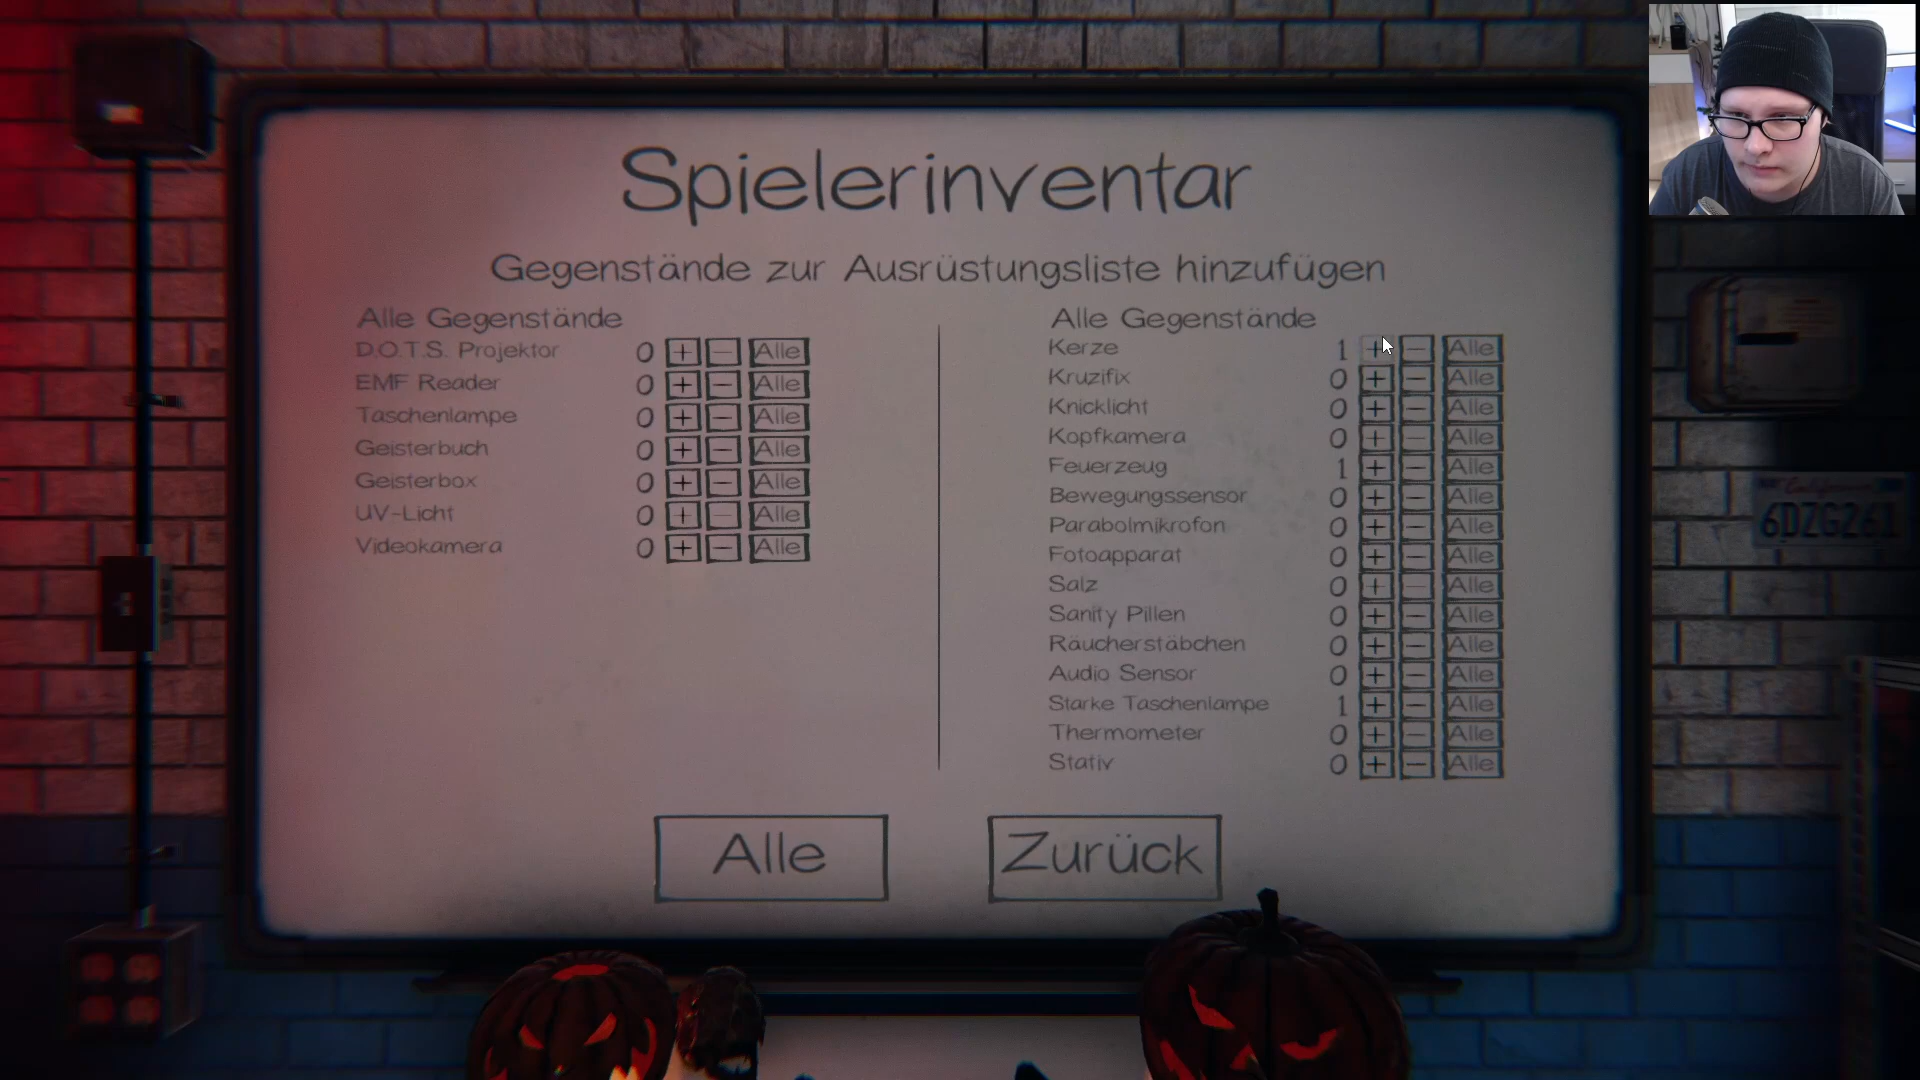 Spielerinventar
Gegenstände zur Ausrüstungsliste hinzufügen
Alle Gegenstände
D.O.T.S. Projektor 0 + - Alle
EMF Reader 0 + - Alle
Taschenlampe 0 + - Alle
Geisterbuch 0 + - Alle
Geisterbox 0 + - Alle
UV-Licht 0 + - Alle
Videokamera 0 + - Alle
Alle Gegenstände
Kerze 1 + - Alle
Kruzifix 0 + - Alle
Knicklicht 0 + - Alle
Kopfkamera 0 + - Alle
Feuerzeug 1 + - Alle
Bewegungssensor 0 + - Alle
Parabolmikrofon 0 + - Alle
Fotoapparat 0 + - Alle
Salz 0 + - Alle
Sanity Pillen 0 + - Alle
Räucherstäbchen 0 + - Alle
Audio Sensor 0 + - Alle
Starke Taschenlampe 1 + - Alle
Thermometer 0 + - Alle
Stativ 0 + - Alle
Alle
Zurück
California
6DZG261